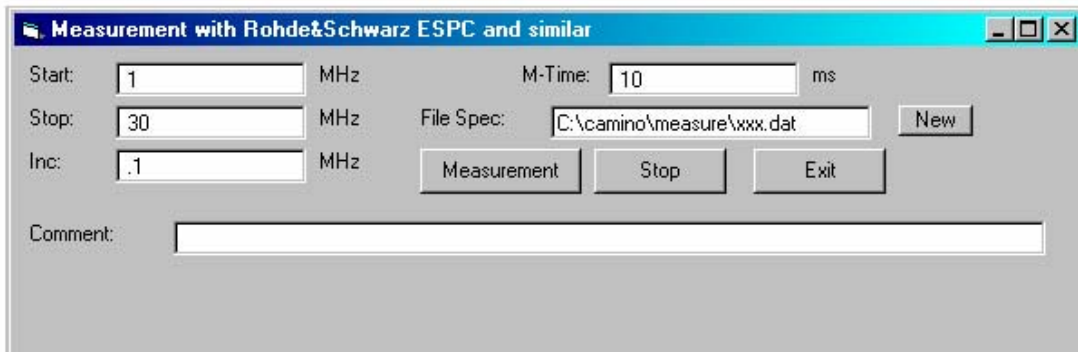 Measurement with Rohde&Schwarz ESPC and similar
Start: 1 MHz M-Time: 10 ms
Stop: 30 MHz File Spec: C:\camino\measure\xxx.dat New
Inc: .1 MHz Measurement Stop Exit
Comment: